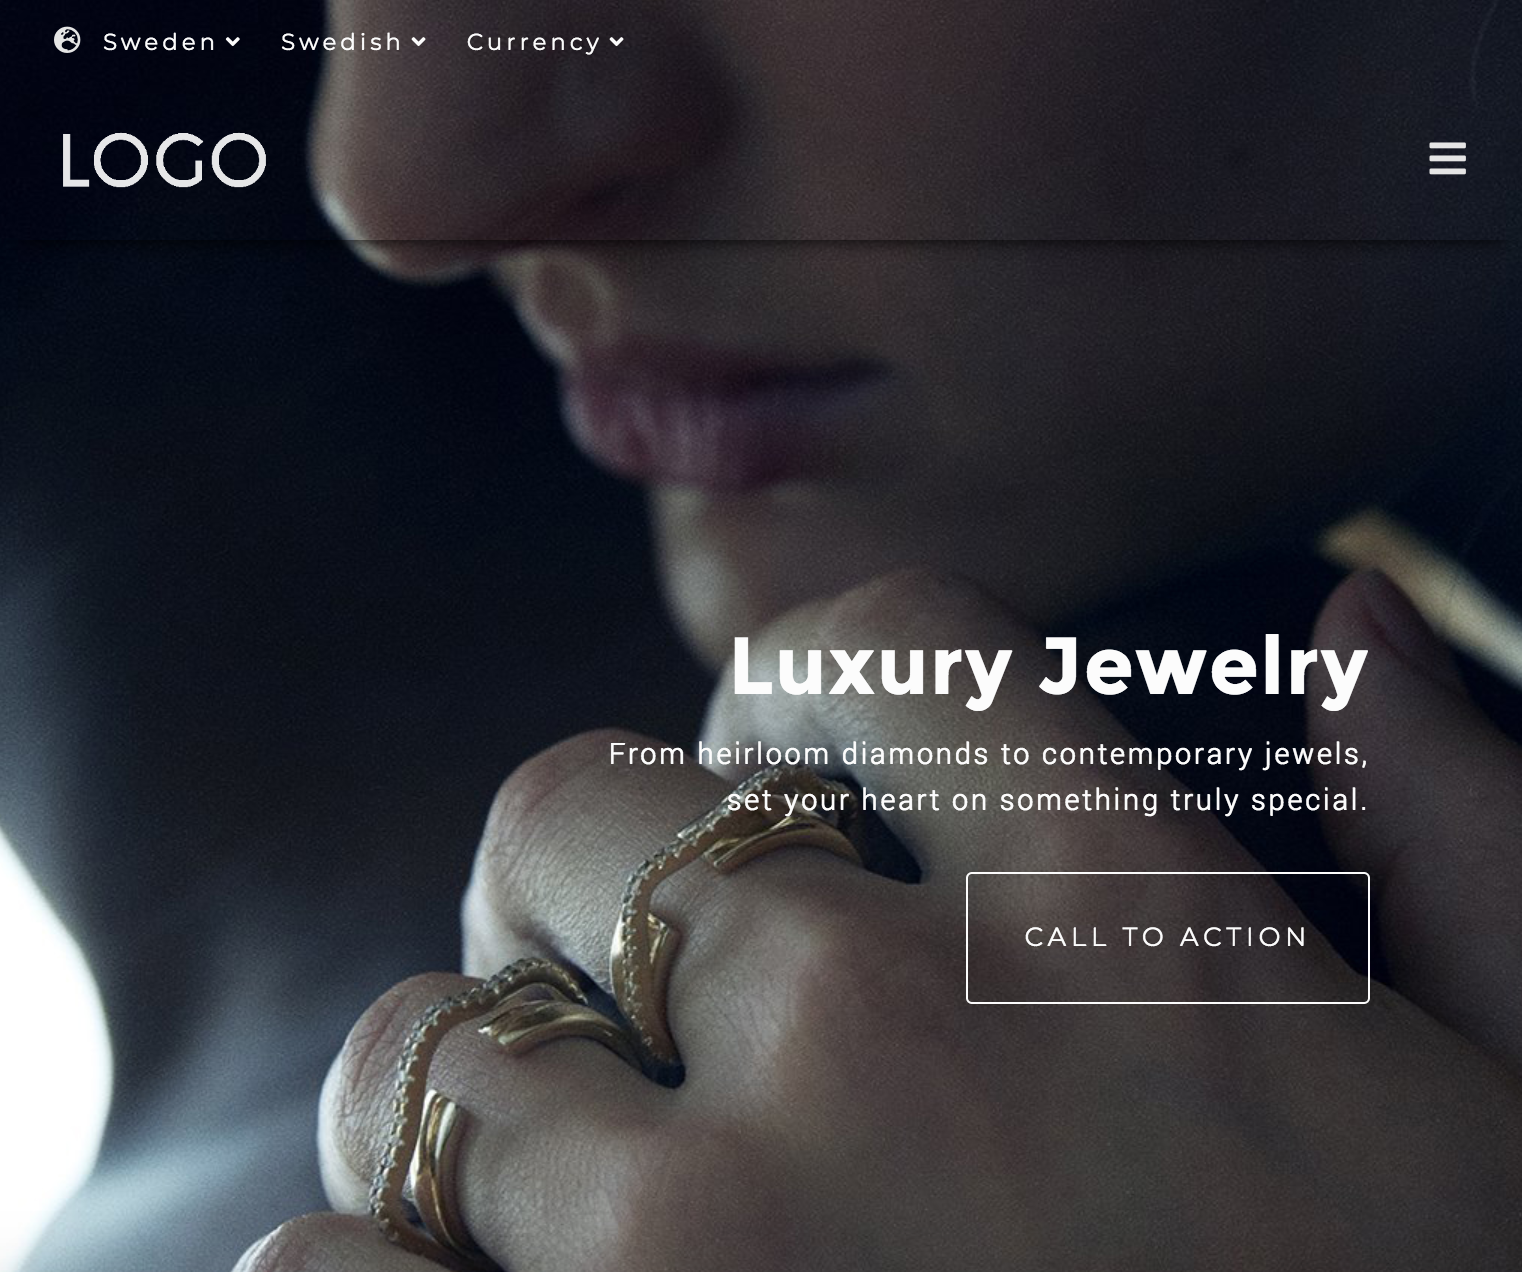 Sweden Swedish Currency
LOGO
Luxury Jewelry
From heirloom diamonds to contemporary jewels,
set your heart on something truly special.
CALL TO ACTION